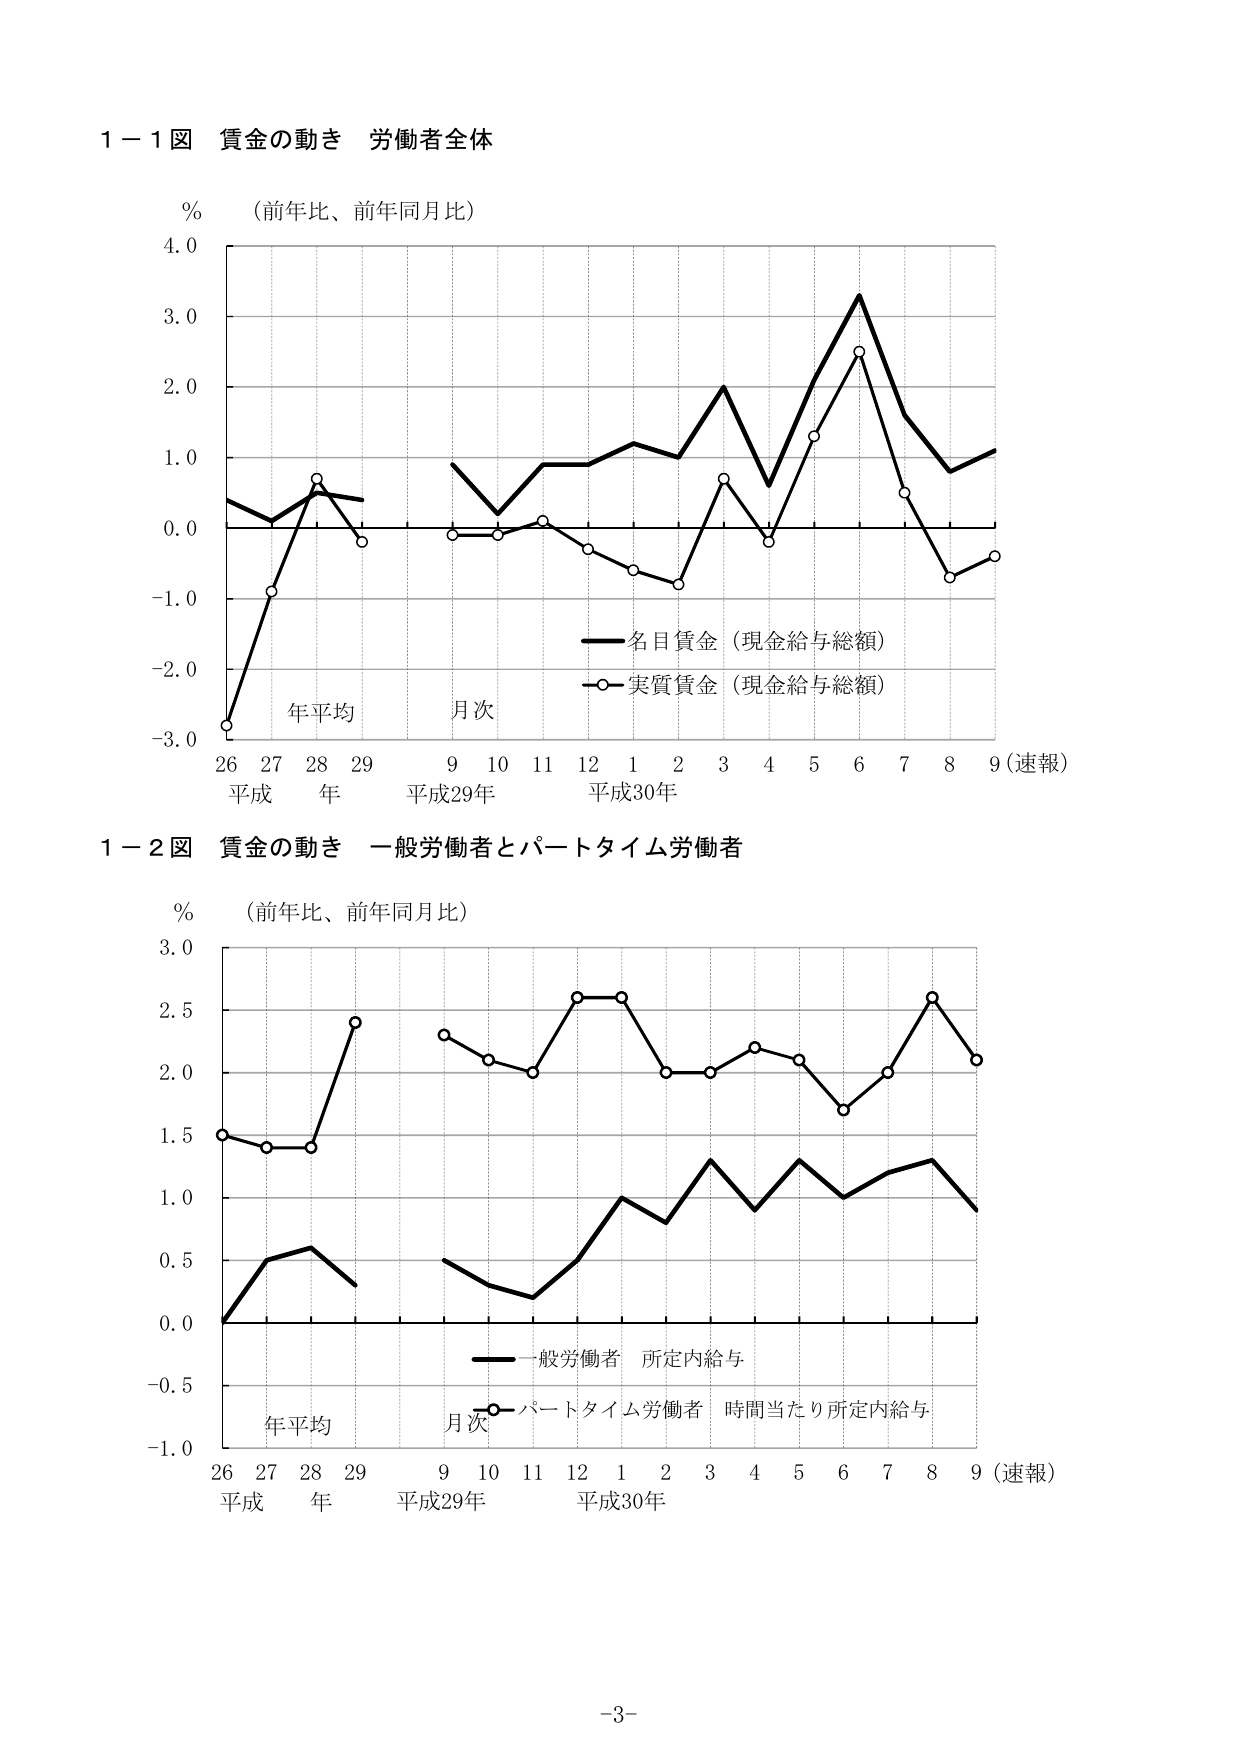 １－１図　賃金の動き　労働者全体
％　（前年比、前年同月比）
4.0
3.0
2.0
1.0
0.0
-1.0
名目賃金（現金給与総額）
-2.0
実質賃金（現金給与総額）
年平均　月次
-3.0
26 27 28 29 9 10 11 12 1 2 3 4 5 6 7 8 9（速報）
平成　年　平成29年　平成30年
１－２図　賃金の動き　一般労働者とパートタイム労働者
％　（前年比、前年同月比）
3.0
2.5
2.0
1.5
1.0
0.5
0.0
一般労働者　所定内給与
-0.5
パートタイム労働者　時間当たり所定内給与
年平均　月次
-1.0
26 27 28 29 9 10 11 12 1 2 3 4 5 6 7 8 9（速報）
平成　年　平成29年　平成30年
-3-